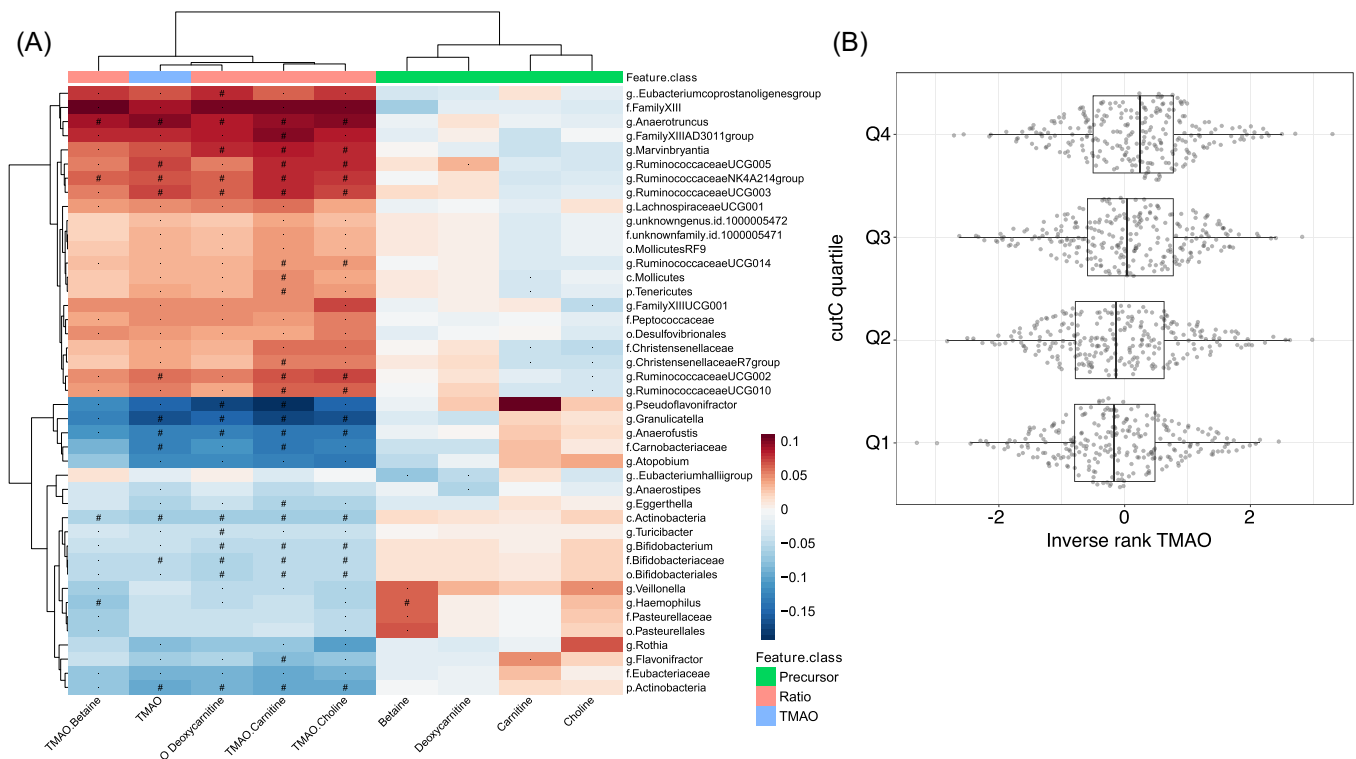 (A)
Feature.class
g..Eubacteriumcoprostanoligenesgroup
f.FamilyXIII
g.Anaerotruncus
g.FamilyXIIIAD3011group
g.Marvinbryantia
g.RuminococcaceaeUCG005
g.RuminococcaceaeNK4A214group
g.RuminococcaceaeUCG003
g.LachnospiraceaeUCG001
g.unknowngenus.id.1000005472
f.unknownfamily.id.1000005471
o.MollicutesRF9
g.RuminococcaceaeUCG014
c.Mollicutes
p.Tenericutes
g.FamilyXIIIUCG001
f.Peptococcaceae
o.Desulfovibrionales
f.Christensenellaceae
g.ChristensenellaceaeR7group
g.RuminococcaceaeUCG002
g.RuminococcaceaeUCG010
g.Pseudoflavonifractor
g.Granulicatella
g.Anaerofustis
f.Carnobacteriaceae
g.Atopobium
g..Eubacteriumhalliigroup
g.Anaerostipes
g.Eggerthella
c.Actinobacteria
g.Turicibacter
g.Bifidobacterium
f.Bifidobacteriaceae
o.Bifidobacteriales
g.Veillonella
g.Haemophilus
f.Pasteurellaceae
o.Pasteurellales
g.Rothia
g.Flavonifractor
f.Eubacteriaceae
p.Actinobacteria
TMAO.Betaine
TMAO
O Deoxycarnitine
TMAO.Carnitine
TMAO.Choline
Betaine
Deoxycarnitine
Carnitine
Choline
0.1
0.05
0
−0.05
−0.1
−0.15
Feature.class
Precursor
Ratio
TMAO
(B)
cutC quartile
Q4
Q3
Q2
Q1
-2
0
2
Inverse rank TMAO